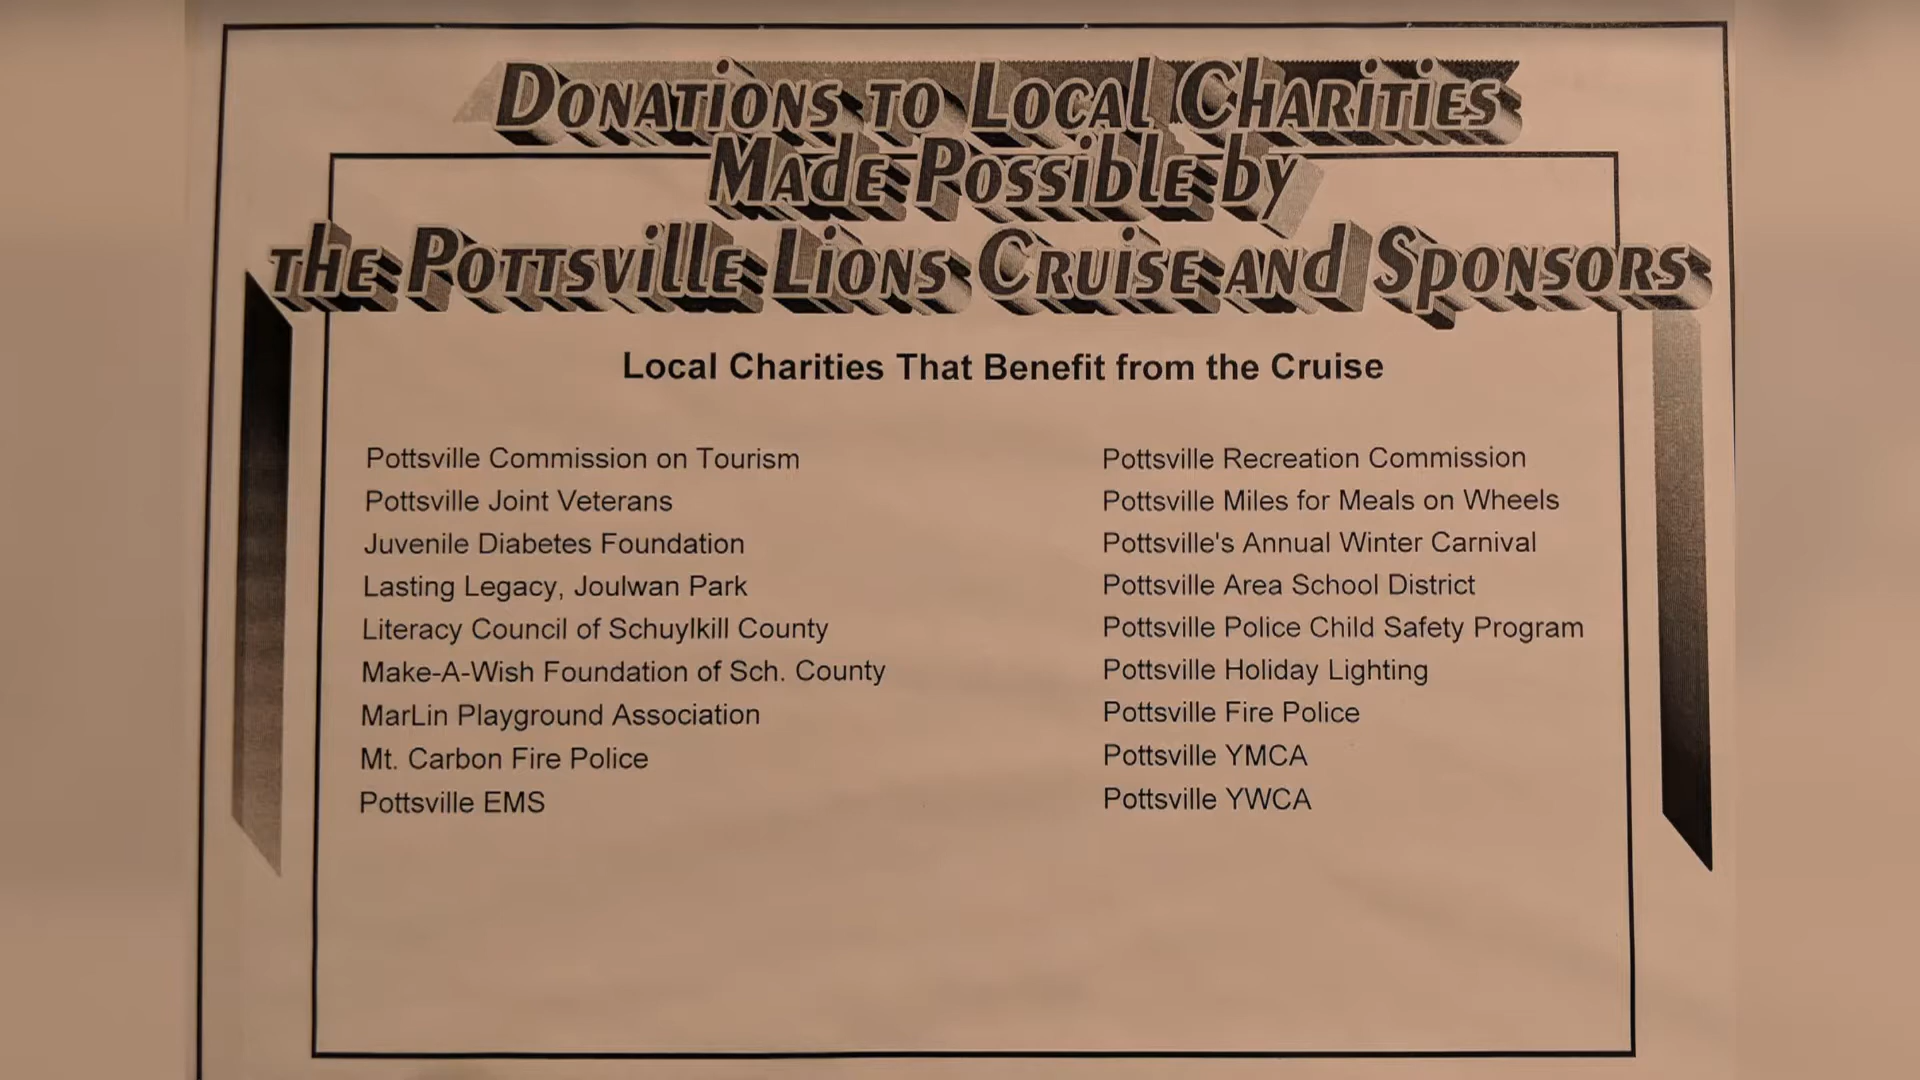 Donations to Local Charities
Made Possible by
the Pottsville Lions Cruise and Sponsors
Local Charities That Benefit from the Cruise
Pottsville Commission on Tourism
Pottsville Joint Veterans
Juvenile Diabetes Foundation
Lasting Legacy, Joulwan Park
Literacy Council of Schuylkill County
Make-A-Wish Foundation of Sch. County
MarLin Playground Association
Mt. Carbon Fire Police
Pottsville EMS
Pottsville Recreation Commission
Pottsville Miles for Meals on Wheels
Pottsville's Annual Winter Carnival
Pottsville Area School District
Pottsville Police Child Safety Program
Pottsville Holiday Lighting
Pottsville Fire Police
Pottsville YMCA
Pottsville YWCA